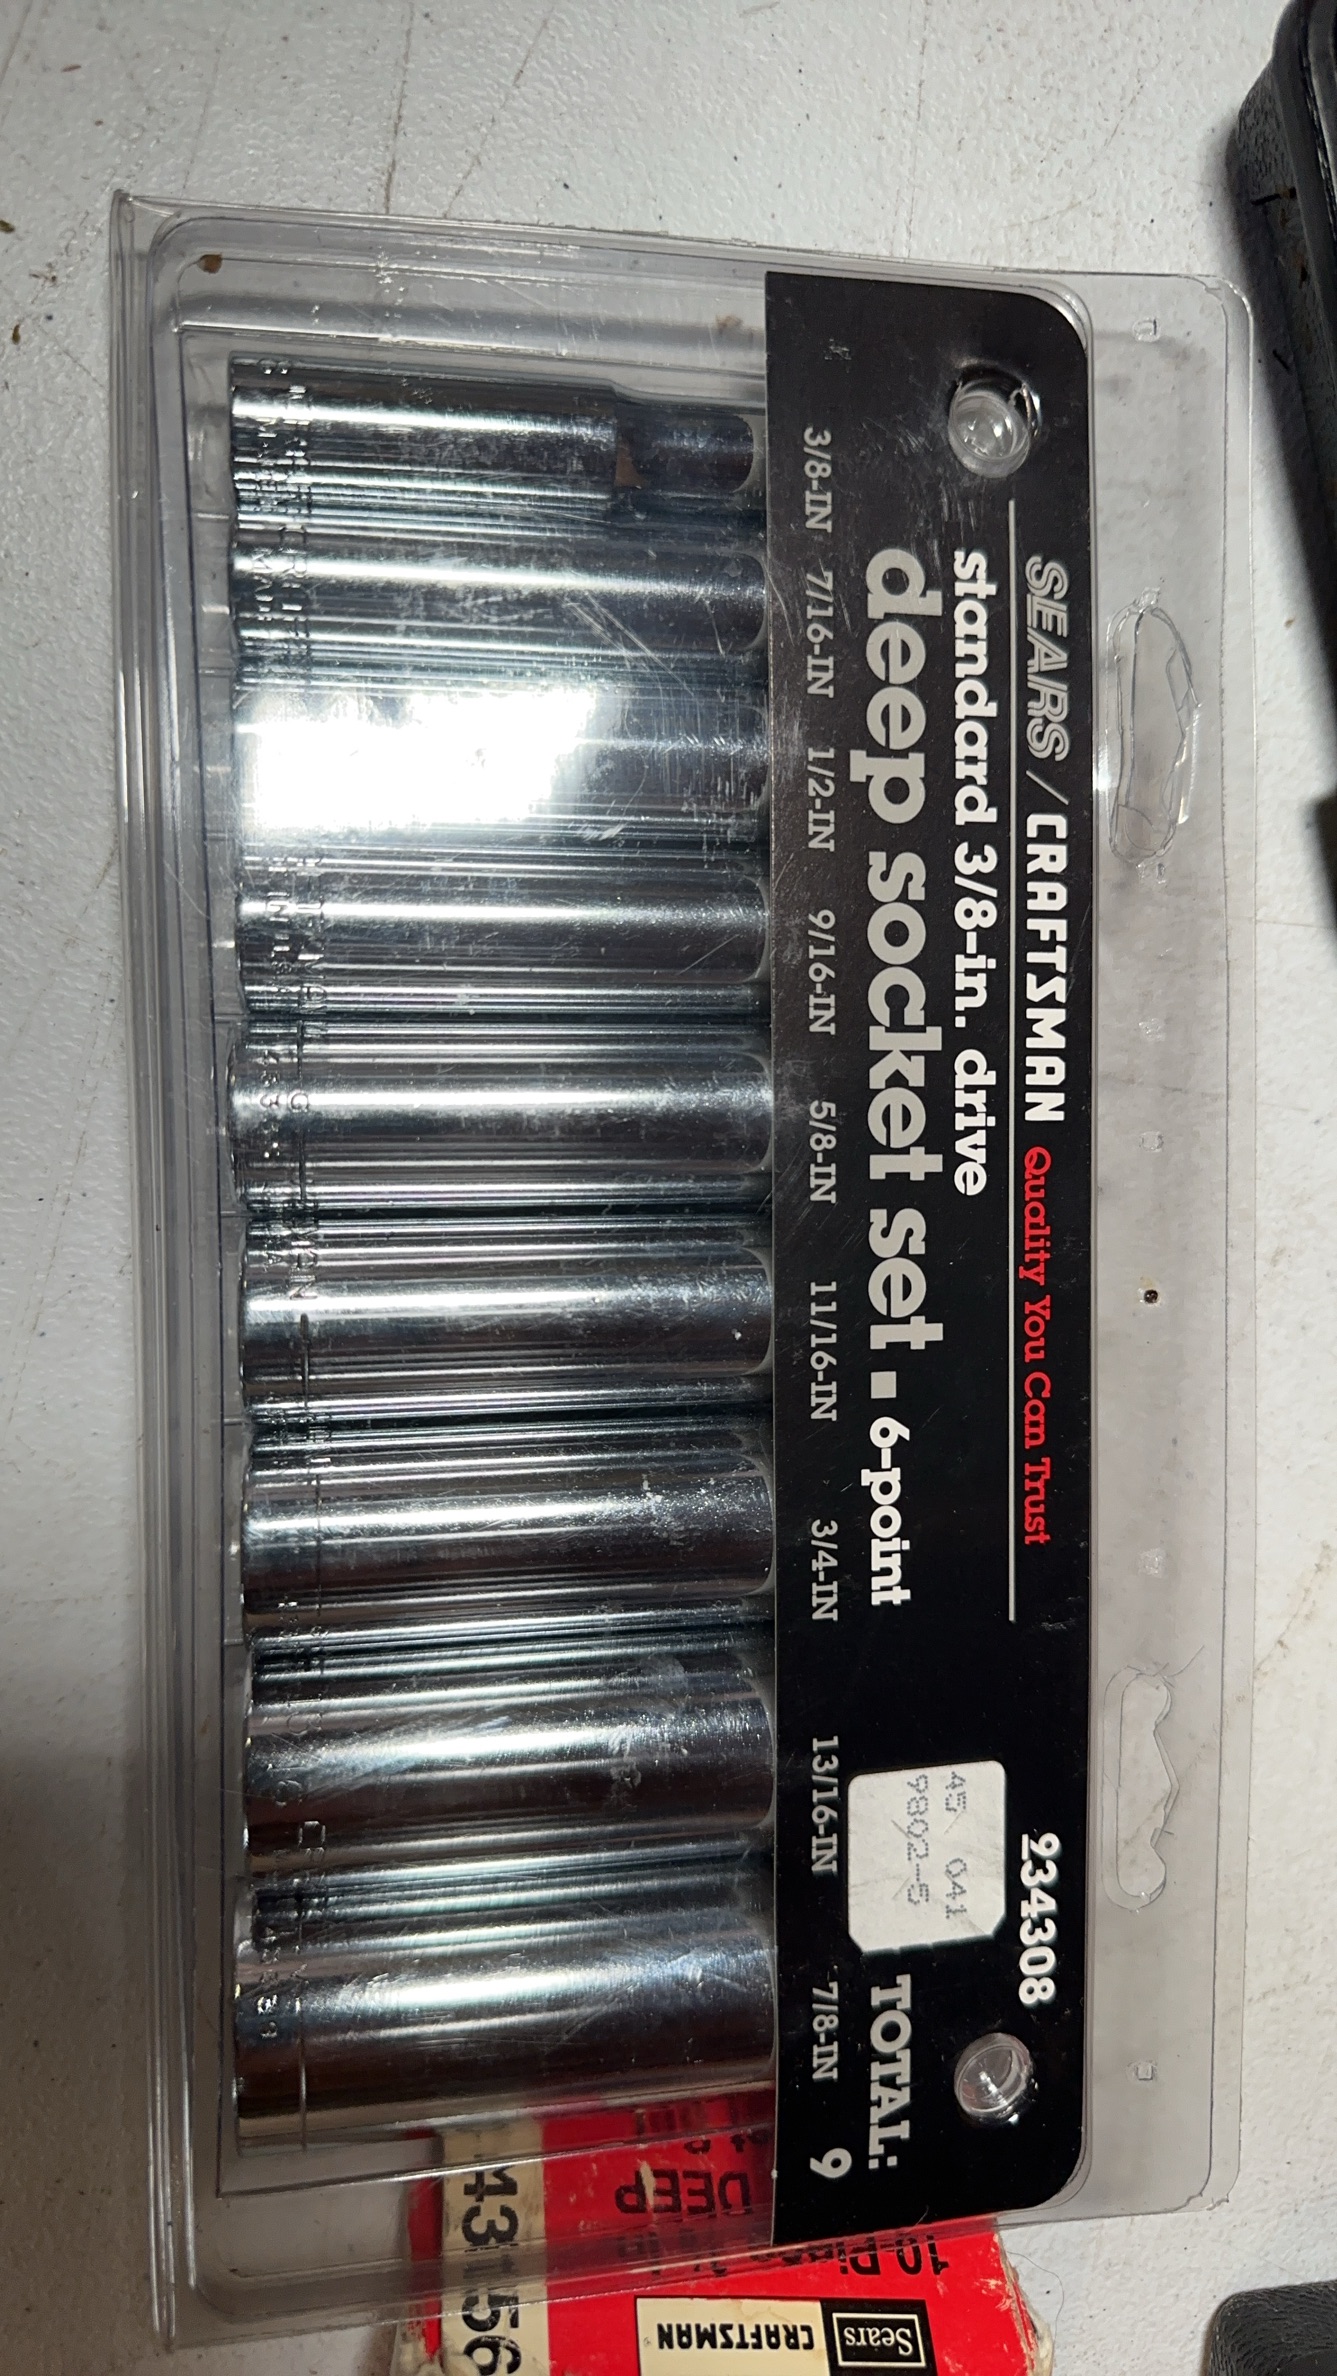 SEARS / CRAFTSMAN Quality You Can Trust
934308
standard 3/8-in. drive
deep socket set ▪ 6-point
45 041
9802-5
TOTAL:
3/8-IN 7/16-IN 1/2-IN 9/16-IN 5/8-IN 11/16-IN 3/4-IN 13/16-IN 7/8-IN 9
DEEP
43156
Sears
CRAFTSMAN